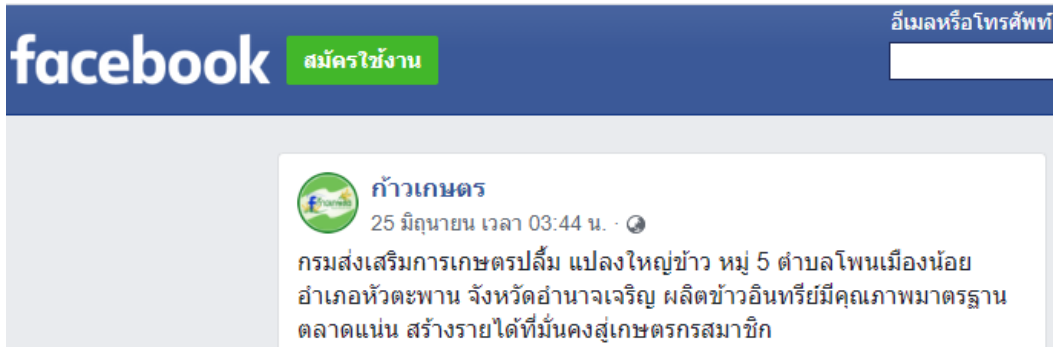 อีเมลหรือโทรศัพท์
facebook สมัครใช้งาน
ก้าวเกษตร
25 มิถุนายน เวลา 03:44 น. ·
กรมส่งเสริมการเกษตรปลื้ม แปลงใหญ่ข้าว หมู่ 5 ตำบลโพนเมืองน้อย
อำเภอหัวตะพาน จังหวัดอำนาจเจริญ ผลิตข้าวอินทรีย์มีคุณภาพมาตรฐาน
ตลาดแน่น สร้างรายได้ที่มั่นคงสู่เกษตรกรสมาชิก